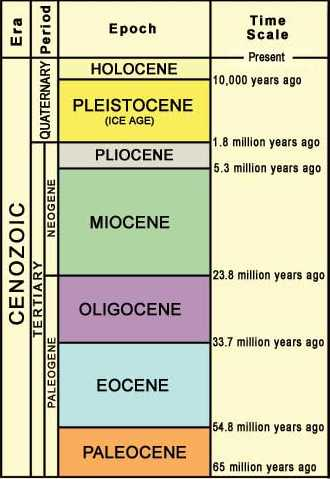 Era
Period
Epoch
Time
Scale
CENOZOIC
QUATERNARY
TERTIARY
NEOGENE
PALEOGENE
HOLOCENE
PLEISTOCENE
(ICE AGE)
PLIOCENE
MIOCENE
OLIGOCENE
EOCENE
PALEOCENE
Present
10,000 years ago
1.8 million years ago
5.3 million years ago
23.8 million years ago
33.7 million years ago
54.8 million years ago
65 million years ago